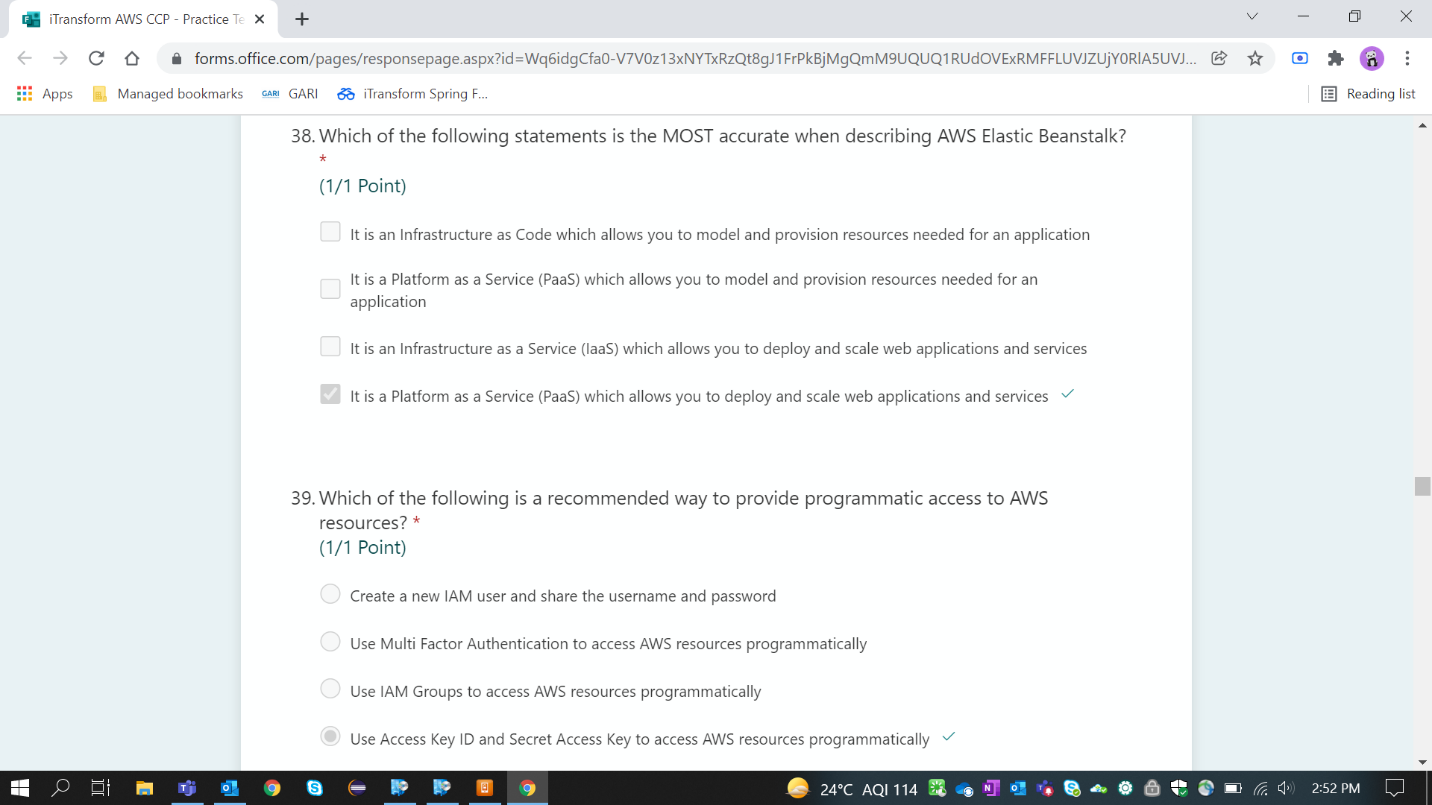 iTransform AWS CCP - Practice Te
forms.office.com/pages/responsepage.aspx?id=Wq6idgCfa0-V7V0z13xNYTxRzQt8gJ1FrPkBjMgQmM9UQUQ1RUdOVExRMFFLUVJZUjY0RlA5UVJ...
Apps Managed bookmarks GARI GARI iTransform Spring F... Reading list
38. Which of the following statements is the MOST accurate when describing AWS Elastic Beanstalk?
*
(1/1 Point)
It is an Infrastructure as Code which allows you to model and provision resources needed for an application
It is a Platform as a Service (PaaS) which allows you to model and provision resources needed for an
application
It is an Infrastructure as a Service (IaaS) which allows you to deploy and scale web applications and services
It is a Platform as a Service (PaaS) which allows you to deploy and scale web applications and services
39. Which of the following is a recommended way to provide programmatic access to AWS
resources? *
(1/1 Point)
Create a new IAM user and share the username and password
Use Multi Factor Authentication to access AWS resources programmatically
Use IAM Groups to access AWS resources programmatically
Use Access Key ID and Secret Access Key to access AWS resources programmatically
24°C AQI 114 2:52 PM